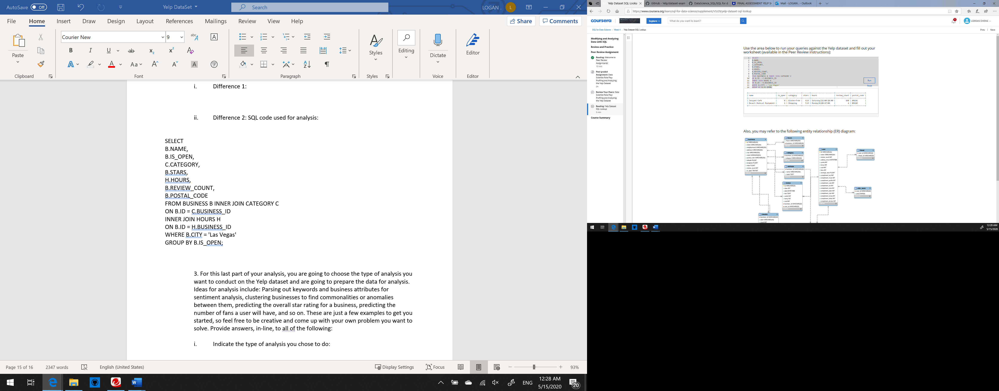 AutoSave Off
Yelp DataSet
Search
LOGAN .
L
File Home Insert Draw Design Layout References Mailings Review View Help
Share Comments
Paste
Courier New 9
Styles
Editing
Dictate
Editor
Clipboard Font Paragraph Styles Voice Editor
i. Difference 1:
ii. Difference 2: SQL code used for analysis:
SELECT
B.NAME,
B.IS_OPEN,
C.CATEGORY,
B.STARS,
H.HOURS,
B.REVIEW_COUNT,
B.POSTAL_CODE
FROM BUSINESS B INNER JOIN CATEGORY C
ON B.ID = C.BUSINESS_ID
INNER JOIN HOURS H
ON B.ID = H.BUSINESS_ID
WHERE B.CITY = 'Las Vegas'
GROUP BY B.IS_OPEN;
3. For this last part of your analysis, you are going to choose the type of analysis you
want to conduct on the Yelp dataset and are going to prepare the data for analysis.
Ideas for analysis include: Parsing out keywords and business attributes for
sentiment analysis, clustering businesses to find commonalities or anomalies
between them, predicting the overall star rating for a business, predicting the
number of fans a user will have, and so on. These are just a few examples to get you
started, so feel free to be creative and come up with your own problem you want to
solve. Provide answers, in-line, to all of the following:
i. Indicate the type of analysis you chose to do:
Page 15 of 16 2347 words English (United States) Display Settings Focus 93%
ENG
12:28 AM
5/15/2020
20
Yelp Dataset SQL Looku
GitHub - Yelp/dataset-exam
DataScience_SQL/SQL for d
FINAL ASSESSMENT YELP S
Mail - LOGAN . - Outlook
https://www.coursera.org/learn/sql-for-data-science/supplement/VSJ29/yelp-dataset-sql-lookup
coursera
Explore
What do you want to learn?
LOKKAN CHENG
SQL for Data Science > Week 4 > Yelp Dataset SQL Lookup
Prev | Next
Modifying and Analyzing
Data with SQL
Review and Practice
Peer Review Assignment
Reading: Welcome to
Peer Review
Assignments!
10 min
Peer-graded
Assignment: Data
Scientist Role Play:
Profiling and Analyzing
the Yelp Dataset
2h
Review Your Peers: Data
Scientist Role Play:
Profiling and Analyzing
the Yelp Dataset
Reading: Yelp Dataset
SQL Lookup
5 min
Course Summary
Use the area below to run your queries against the Yelp dataset and fill out your
worksheet (available in the Peer Review instructions):
1 SELECT
2 B.NAME,
3 B.IS_OPEN,
4 C.CATEGORY,
5 B.STARS,
6 H.HOURS,
7 B.REVIEW_COUNT,
8 B.POSTAL_CODE
9 FROM BUSINESS B INNER JOIN CATEGORY C
10 ON B.ID = C.BUSINESS_ID
11 INNER JOIN HOURS H
12 ON B.ID = H.BUSINESS_ID
13 WHERE B.CITY = 'Las Vegas'
14 GROUP BY B.IS_OPEN;
Run
Reset
| name | is_open | category | stars | hours | review_count | postal_code |
| Jacques Cafe | 0 | Gluten-Free | 4.0 | Saturday|11:00-20:00 | 168 | 89134 |
| Desert Medical Equipment | 1 | Shopping | 5.0 | Monday|8:00-17:00 | 4 | 89118 |
Also, you may refer to the following entity relationship (ER) diagram:
business
hours
category
attribute
review
user
friend
elite_years
checkin
12:28 AM
5/15/2020